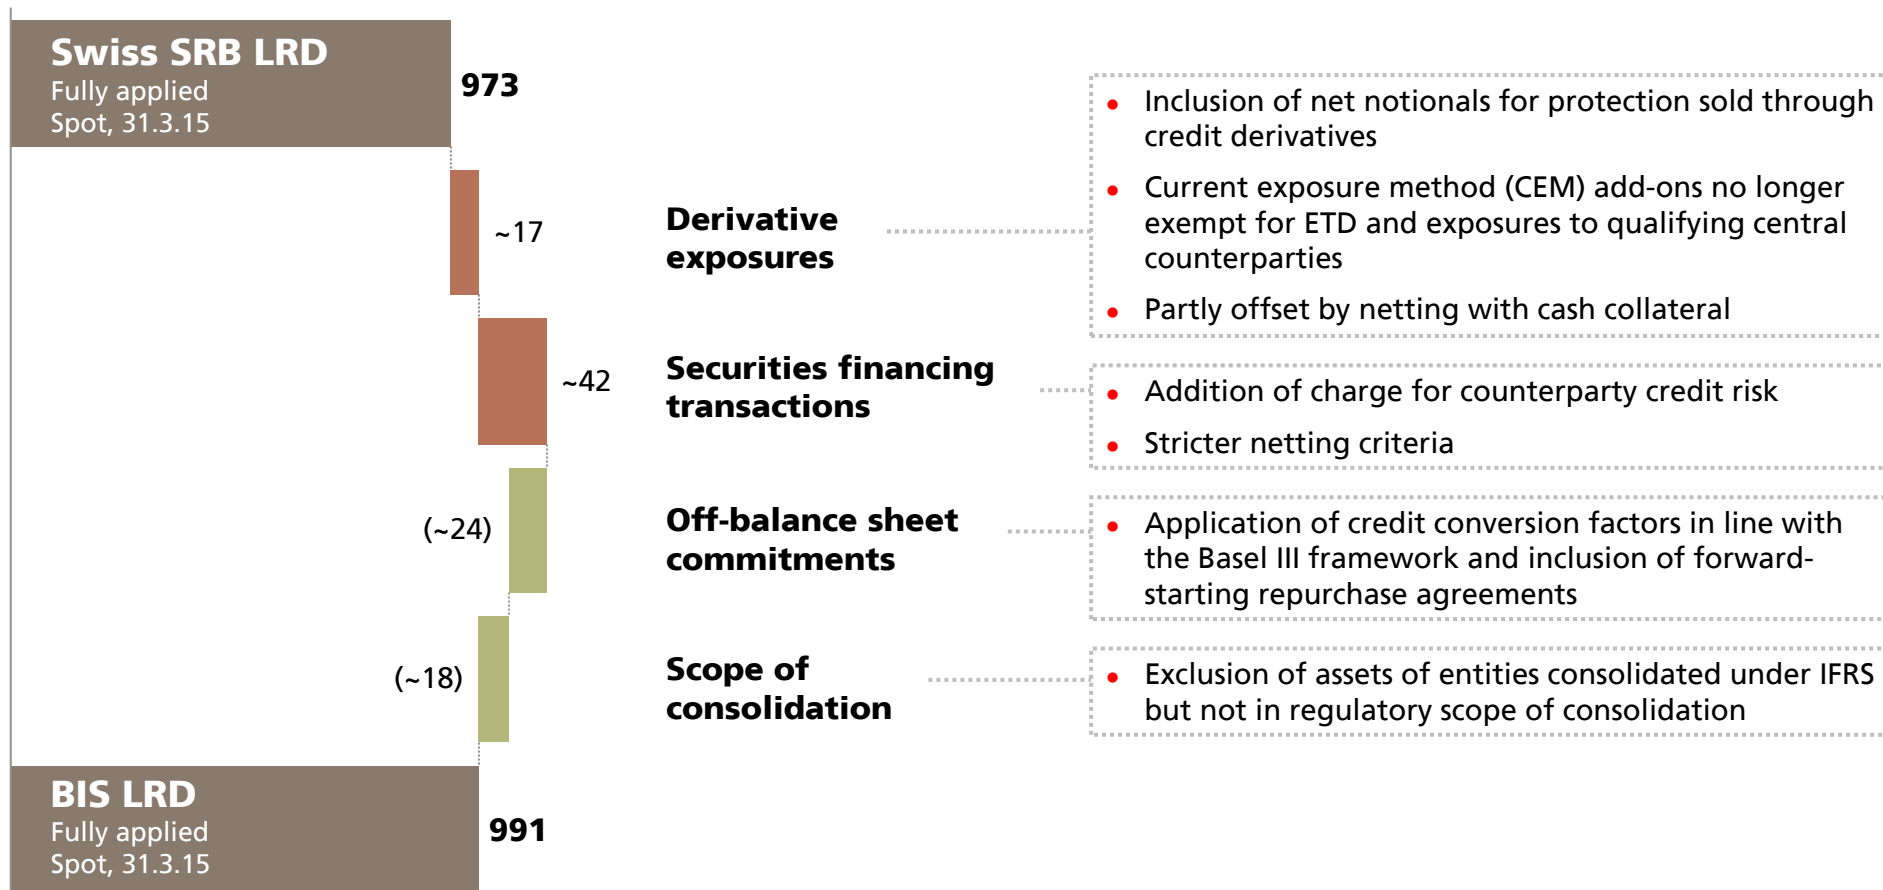 Swiss SRB LRD
Fully applied
Spot, 31.3.15
973
~17
Derivative
exposures
• Inclusion of net notionals for protection sold through
credit derivatives
• Current exposure method (CEM) add-ons no longer
exempt for ETD and exposures to qualifying central
counterparties
• Partly offset by netting with cash collateral
~42
Securities financing
transactions
• Addition of charge for counterparty credit risk
• Stricter netting criteria
(~24)
Off-balance sheet
commitments
• Application of credit conversion factors in line with
the Basel III framework and inclusion of forward-
starting repurchase agreements
(~18)
Scope of
consolidation
• Exclusion of assets of entities consolidated under IFRS
but not in regulatory scope of consolidation
BIS LRD
Fully applied
Spot, 31.3.15
991